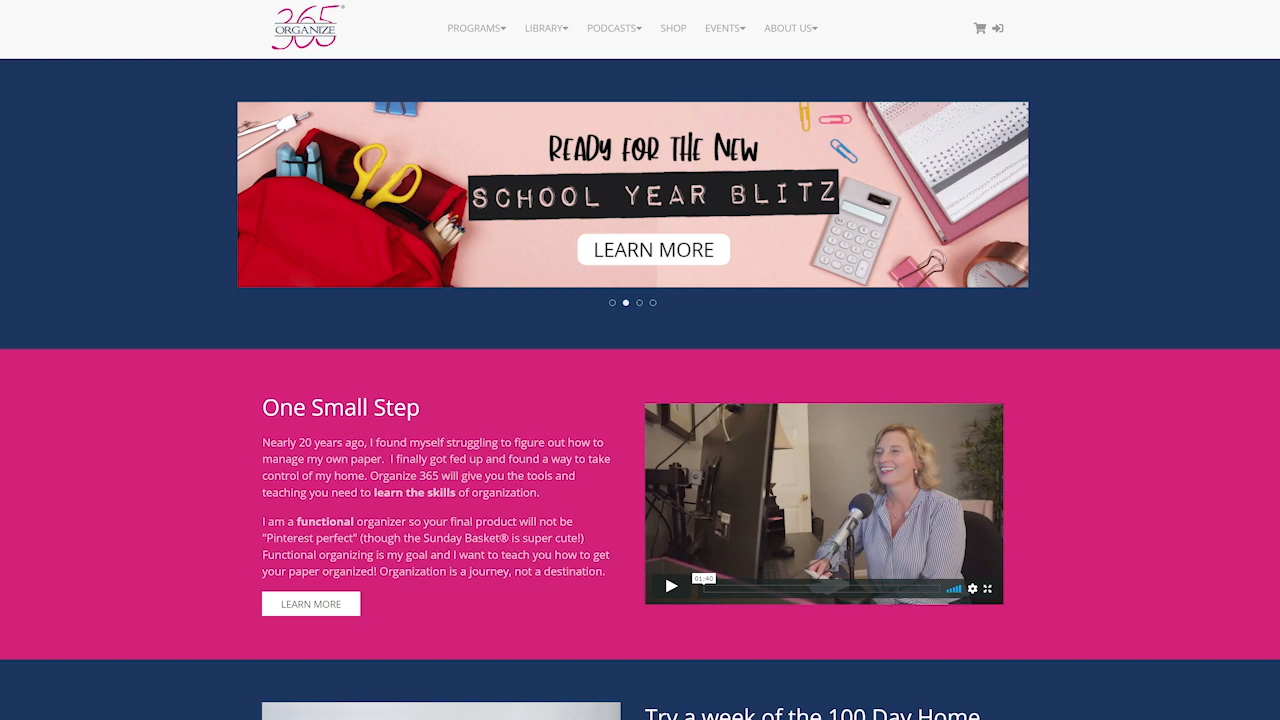 365
ORGANIZE
PROGRAMS LIBRARY PODCASTS SHOP EVENTS ABOUT US
READY FOR THE NEW
SCHOOL YEAR BLITZ
LEARN MORE
One Small Step
Nearly 20 years ago, I found myself struggling to figure out how to
manage my own paper.  I finally got fed up and found a way to take
control of my home. Organize 365 will give you the tools and
teaching you need to learn the skills of organization.
I am a functional organizer so your final product will not be
"Pinterest perfect" (though the Sunday Basket® is super cute!)
Functional organizing is my goal and I want to teach you how to get
your paper organized! Organization is a journey, not a destination.
LEARN MORE
01:40
Try a week of the 100 Day Home